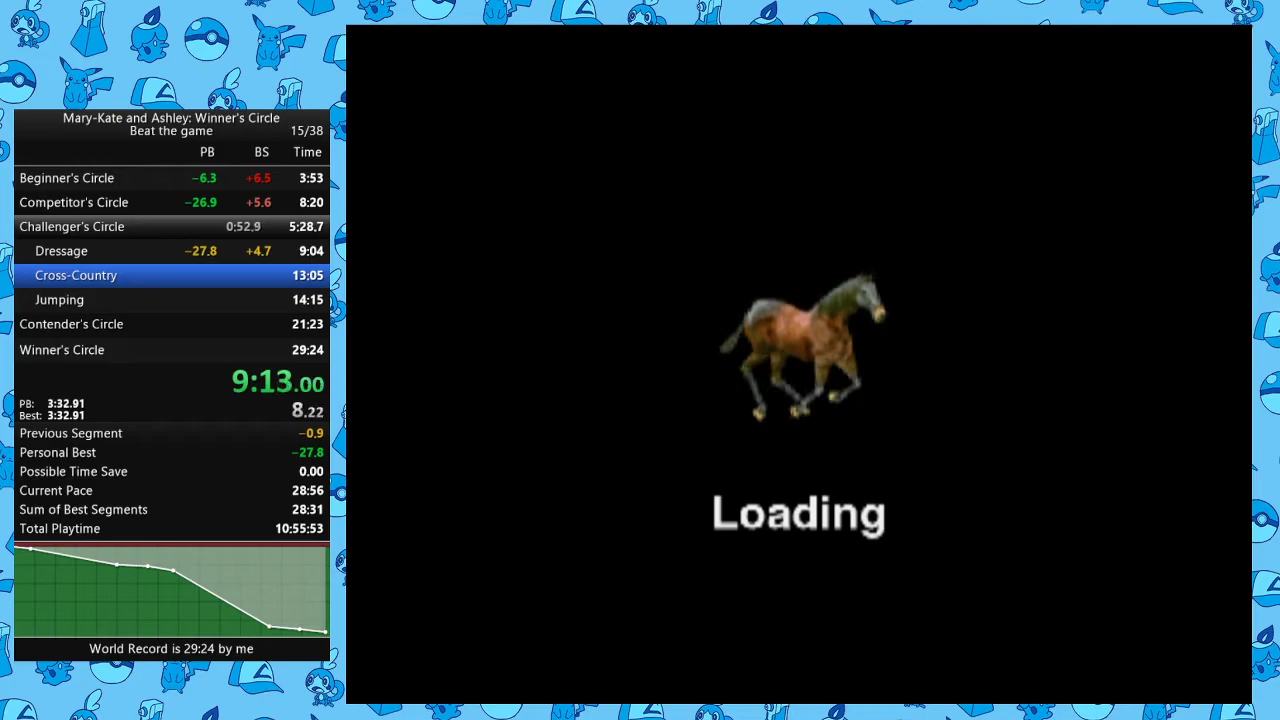 Mary-Kate and Ashley: Winner's Circle
Beat the game 15/38
PB BS Time
Beginner's Circle −6.3 +6.5 3:53
Competitor's Circle −26.9 +5.6 8:20
Challenger's Circle 0:52.9 5:28.7
Dressage −27.8 +4.7 9:04
Cross-Country 13:05
Jumping 14:15
Contender's Circle 21:23
Winner's Circle 29:24
9:13.00
PB: 3:32.91
Best: 3:32.91 8.22
Previous Segment −0.9
Personal Best −27.8
Possible Time Save 0.00
Current Pace 28:56
Sum of Best Segments 28:31
Total Playtime 10:55:53
World Record is 29:24 by me
Loading